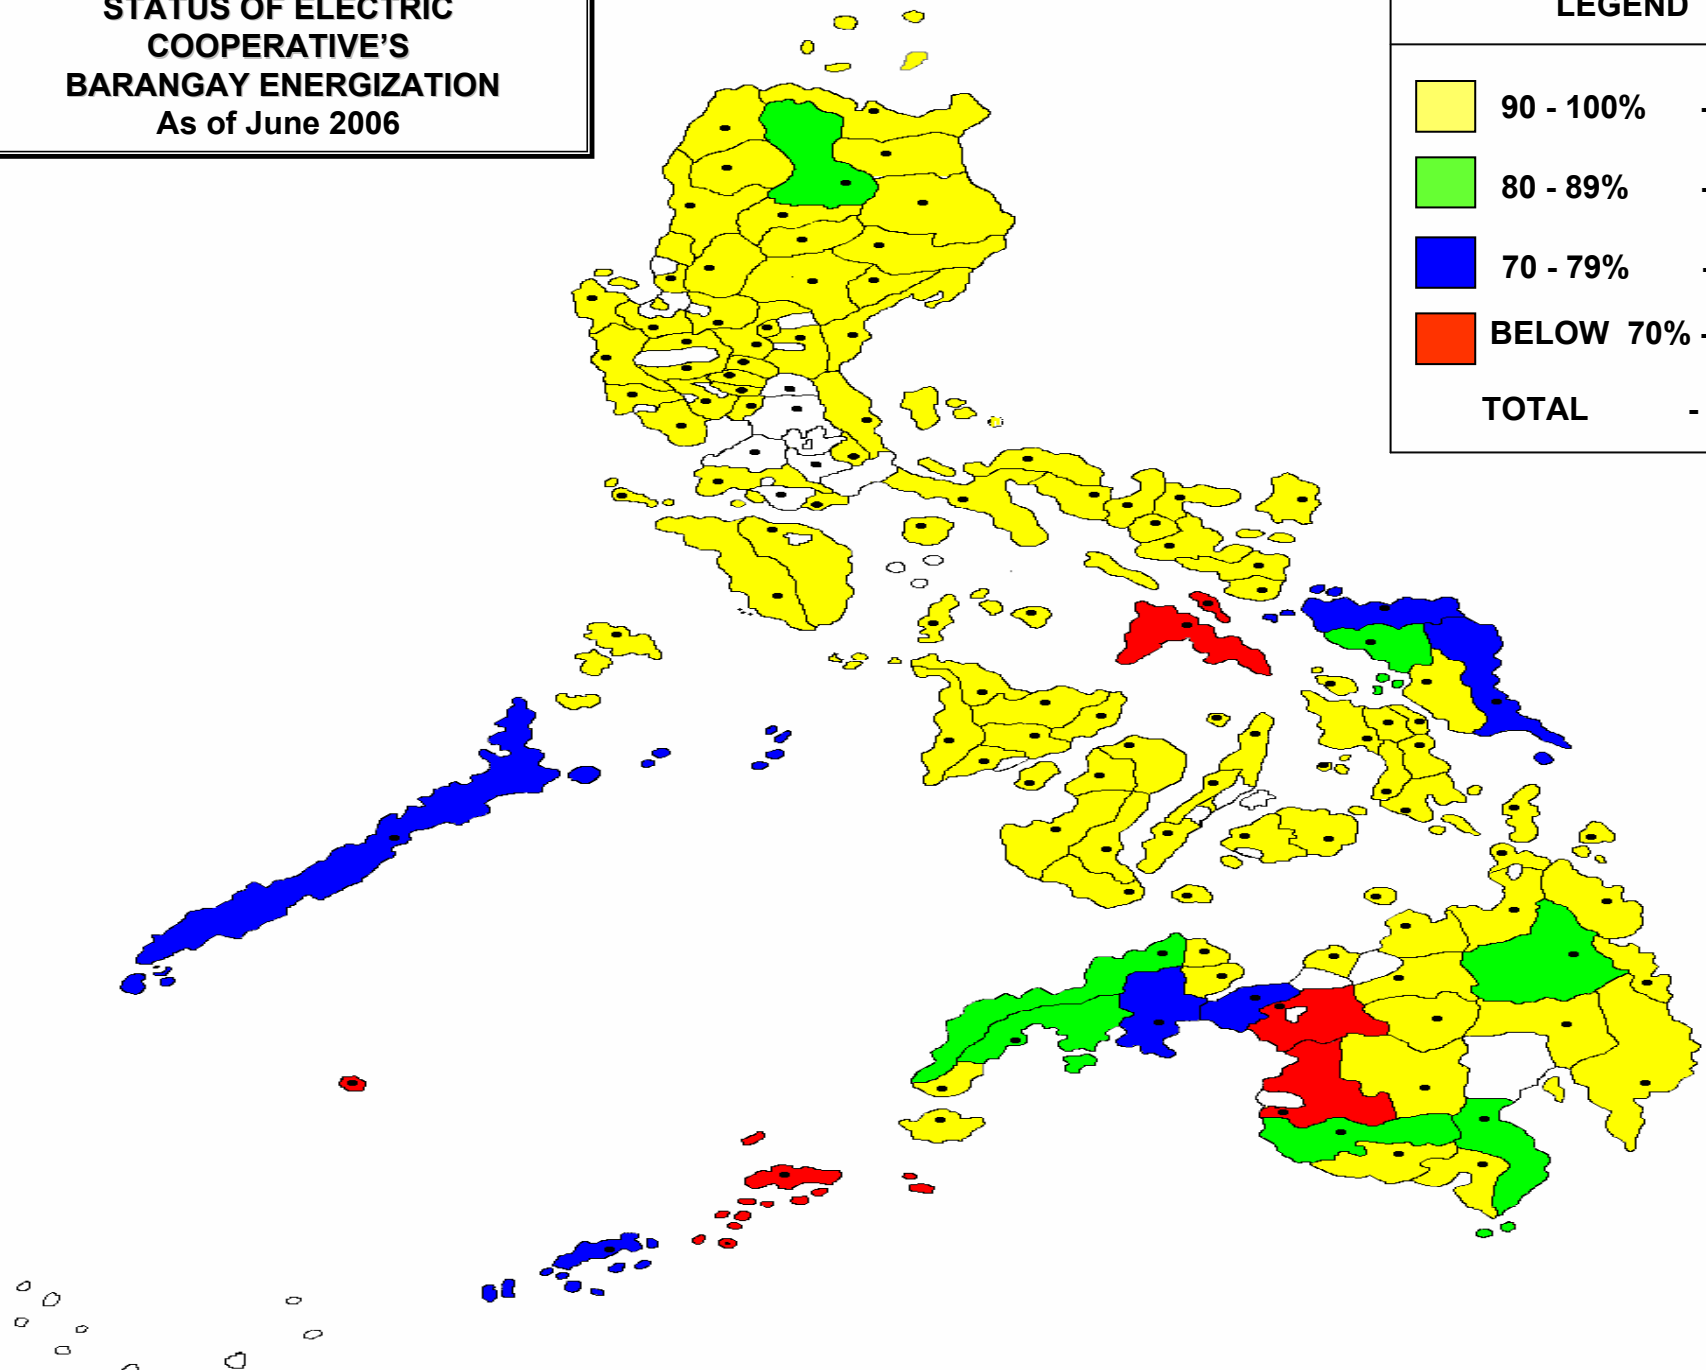 STATUS OF ELECTRIC
COOPERATIVE’S
BARANGAY ENERGIZATION
As of June 2006
LEGEND
90 - 100% -
80 - 89% -
70 - 79% -
BELOW 70% -
TOTAL -